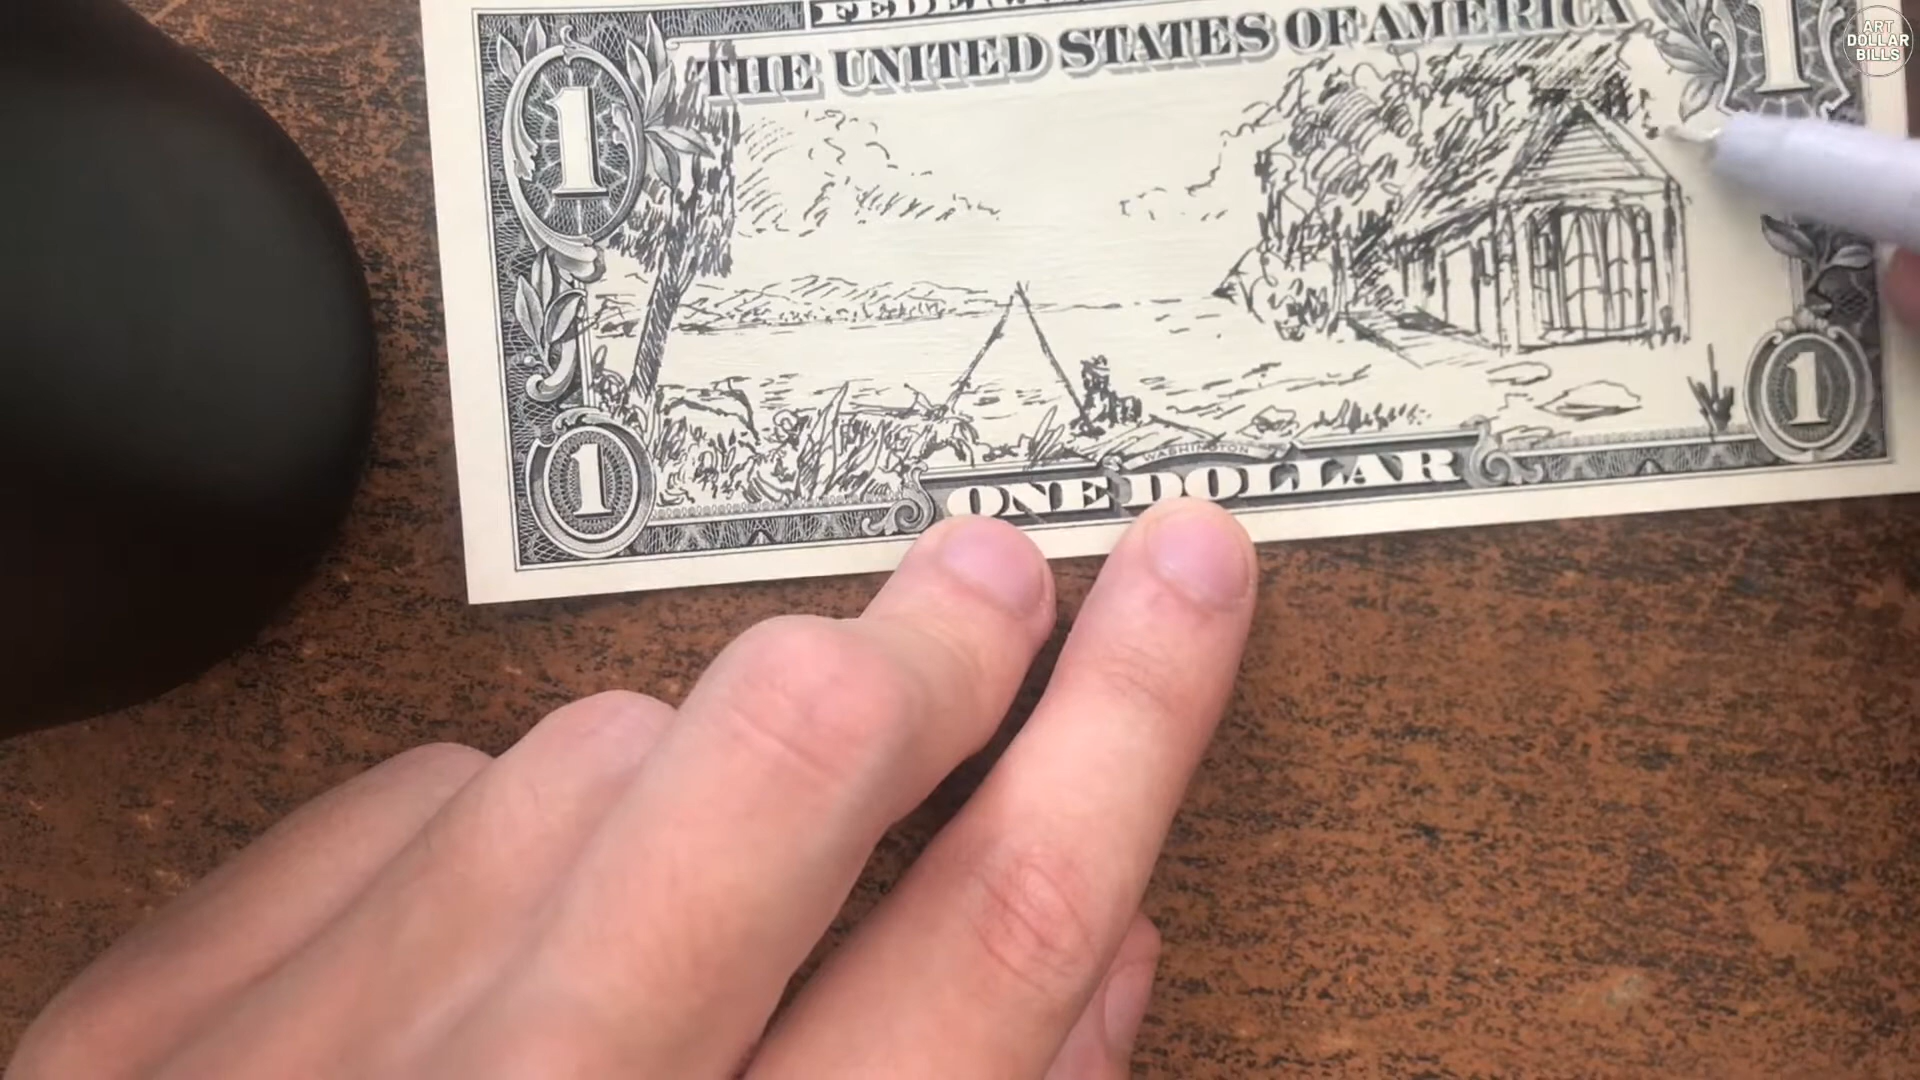 THE UNITED STATES OF AMERICA
1
1
WASHINGTON
ONE DOLLAR
1
1
ART
DOLLAR
BILLS